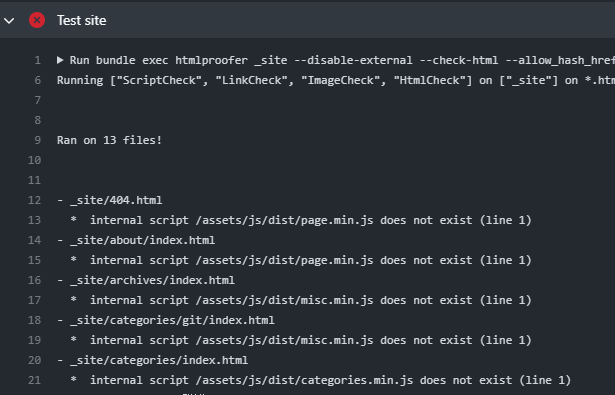 Test site
1 ▶ Run bundle exec htmlproofer _site --disable-external --check-html --allow_hash_href
6 Running ["ScriptCheck", "LinkCheck", "ImageCheck", "HtmlCheck"] on ["_site"] on *.htm
7
8
9 Ran on 13 files!
10
11
12 - _site/404.html
13 * internal script /assets/js/dist/page.min.js does not exist (line 1)
14 - _site/about/index.html
15 * internal script /assets/js/dist/page.min.js does not exist (line 1)
16 - _site/archives/index.html
17 * internal script /assets/js/dist/misc.min.js does not exist (line 1)
18 - _site/categories/git/index.html
19 * internal script /assets/js/dist/misc.min.js does not exist (line 1)
20 - _site/categories/index.html
21 * internal script /assets/js/dist/categories.min.js does not exist (line 1)